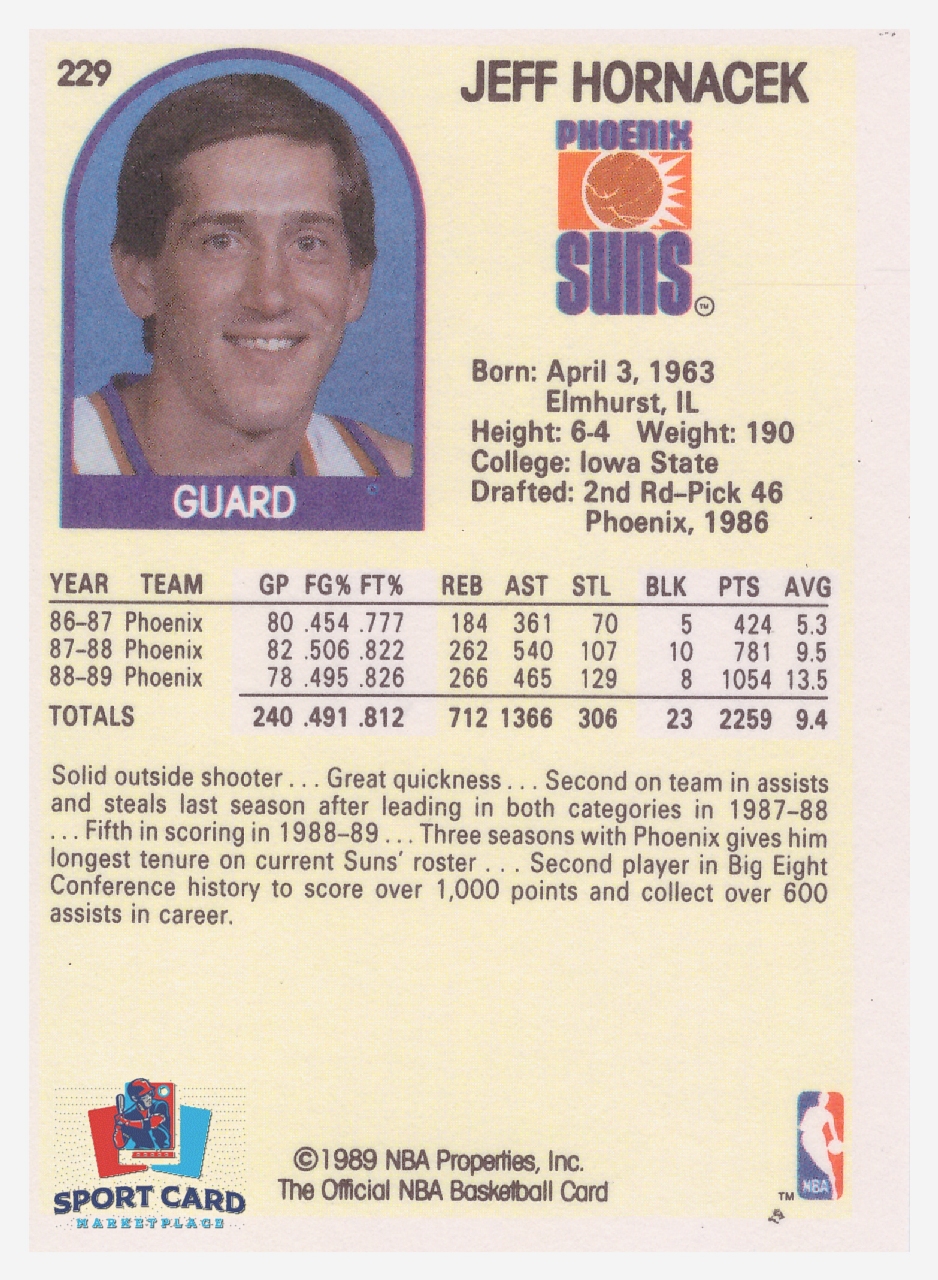 229
JEFF HORNACEK
PHOENIX
SUNS
TM
Born: April 3, 1963
Elmhurst, IL
Height: 6-4 Weight: 190
College: Iowa State
Drafted: 2nd Rd–Pick 46
Phoenix, 1986
GUARD
YEAR TEAM GP FG% FT% REB AST STL BLK PTS AVG
86–87 Phoenix 80 .454 .777 184 361 70 5 424 5.3
87–88 Phoenix 82 .506 .822 262 540 107 10 781 9.5
88–89 Phoenix 78 .495 .826 266 465 129 8 1054 13.5
TOTALS 240 .491 .812 712 1366 306 23 2259 9.4
Solid outside shooter . . . Great quickness . . . Second on team in assists
and steals last season after leading in both categories in 1987–88
. . . Fifth in scoring in 1988–89 . . . Three seasons with Phoenix gives him
longest tenure on current Suns' roster . . . Second player in Big Eight
Conference history to score over 1,000 points and collect over 600
assists in career.
SPORT CARD
MARKETPLACE
©1989 NBA Properties, Inc.
The Official NBA Basketball Card
NBA
TM